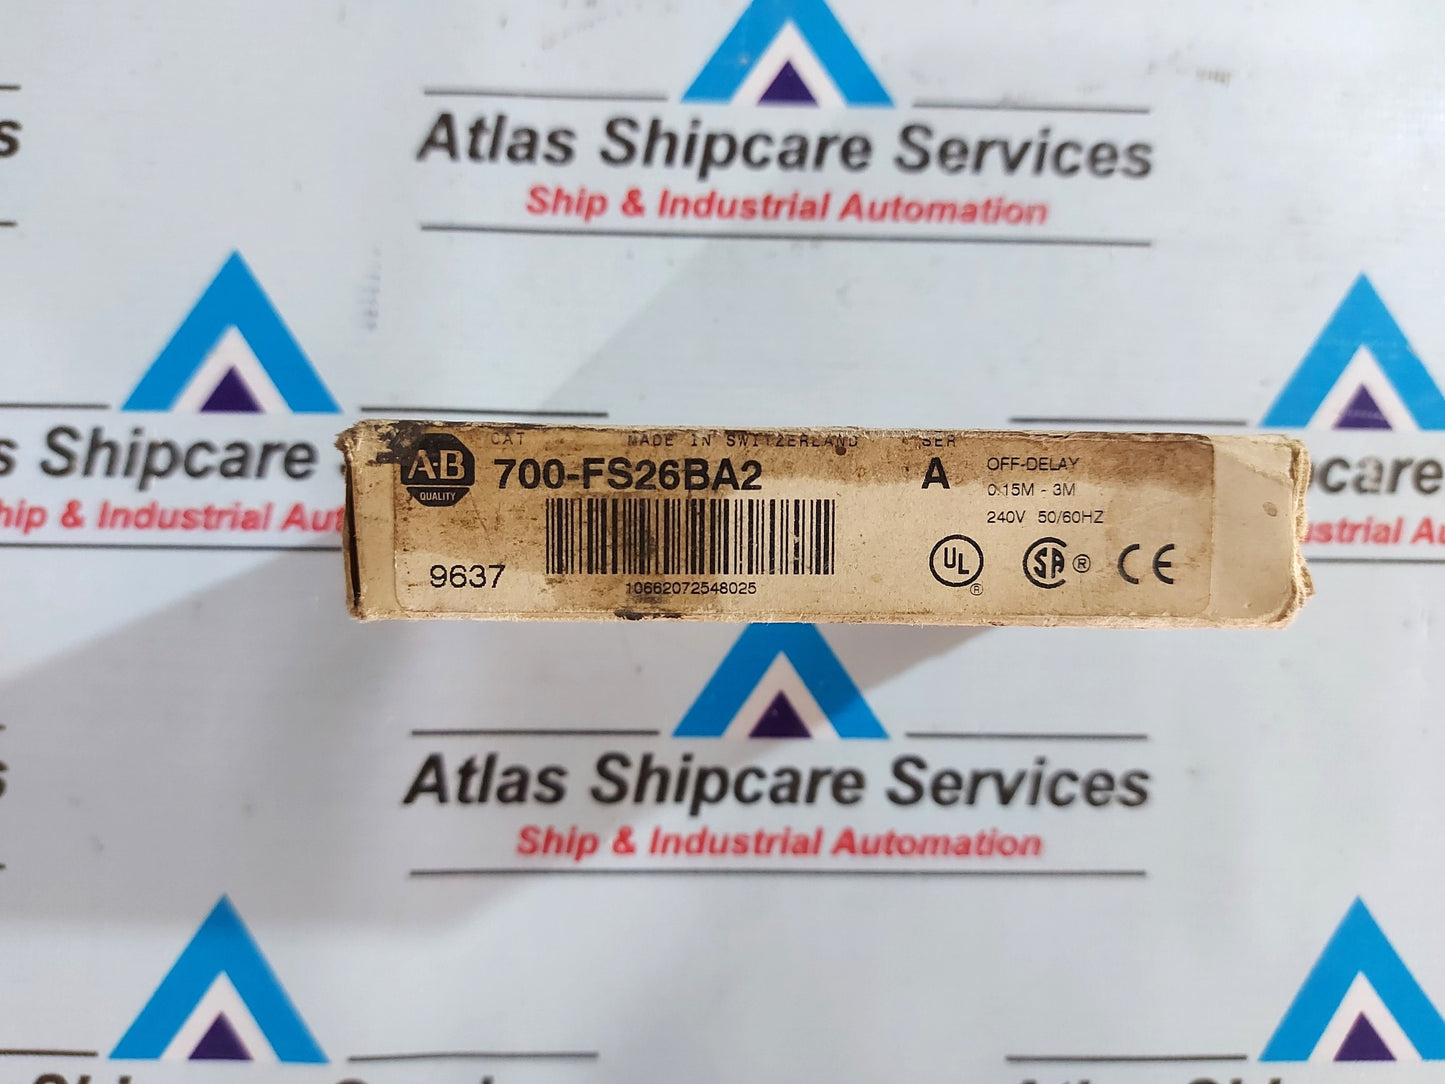 Atlas Shipcare Services
Ship & Industrial Automation
s
s Shipcare S
hip & Industrial Aut
CAT MADE IN SWITZERLAND SER
A-B QUALITY
700-FS26BA2 A
OFF-DELAY
0.15M - 3M
240V 50/60HZ
9637
10662072548025
UL ®
SA ®
CE
care
ustrial Au
s
Atlas Shipcare Services
Ship & Industrial Automation